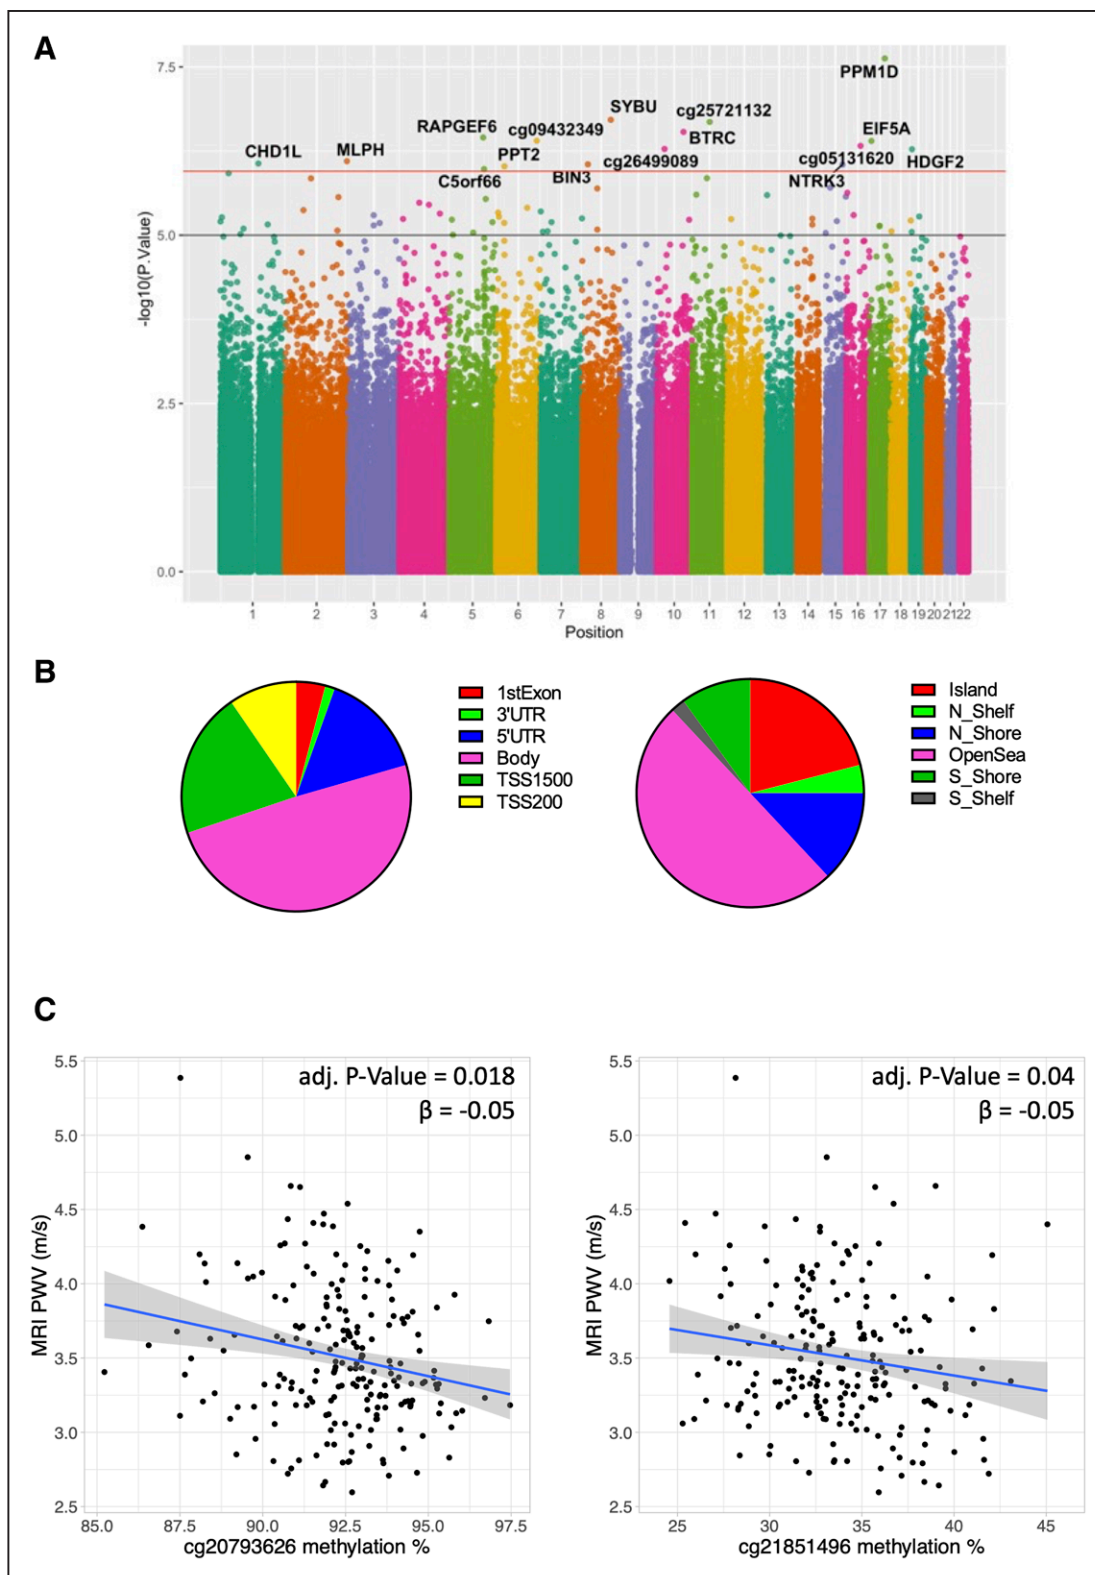 A
7.5
5.0
2.5
0.0
-log10(P.Value)
PPM1D
SYBU
cg25721132
RAPGEF6
cg09432349
BTRC
EIF5A
CHD1L
MLPH
PPT2
cg26499089
cg05131620
HDGF2
C5orf66
BIN3
NTRK3
1 2 3 4 5 6 7 8 9 10 11 12 13 14 15 16 17 18 19 20 21 22
Position
B
1stExon
3'UTR
5'UTR
Body
TSS1500
TSS200
Island
N_Shelf
N_Shore
OpenSea
S_Shore
S_Shelf
C
adj. P-Value = 0.018
β = -0.05
5.5
5.0
4.5
4.0
3.5
3.0
2.5
MRI PWV (m/s)
85.0 87.5 90.0 92.5 95.0 97.5
cg20793626 methylation %
adj. P-Value = 0.04
β = -0.05
5.5
5.0
4.5
4.0
3.5
3.0
2.5
MRI PWV (m/s)
25 30 35 40 45
cg21851496 methylation %